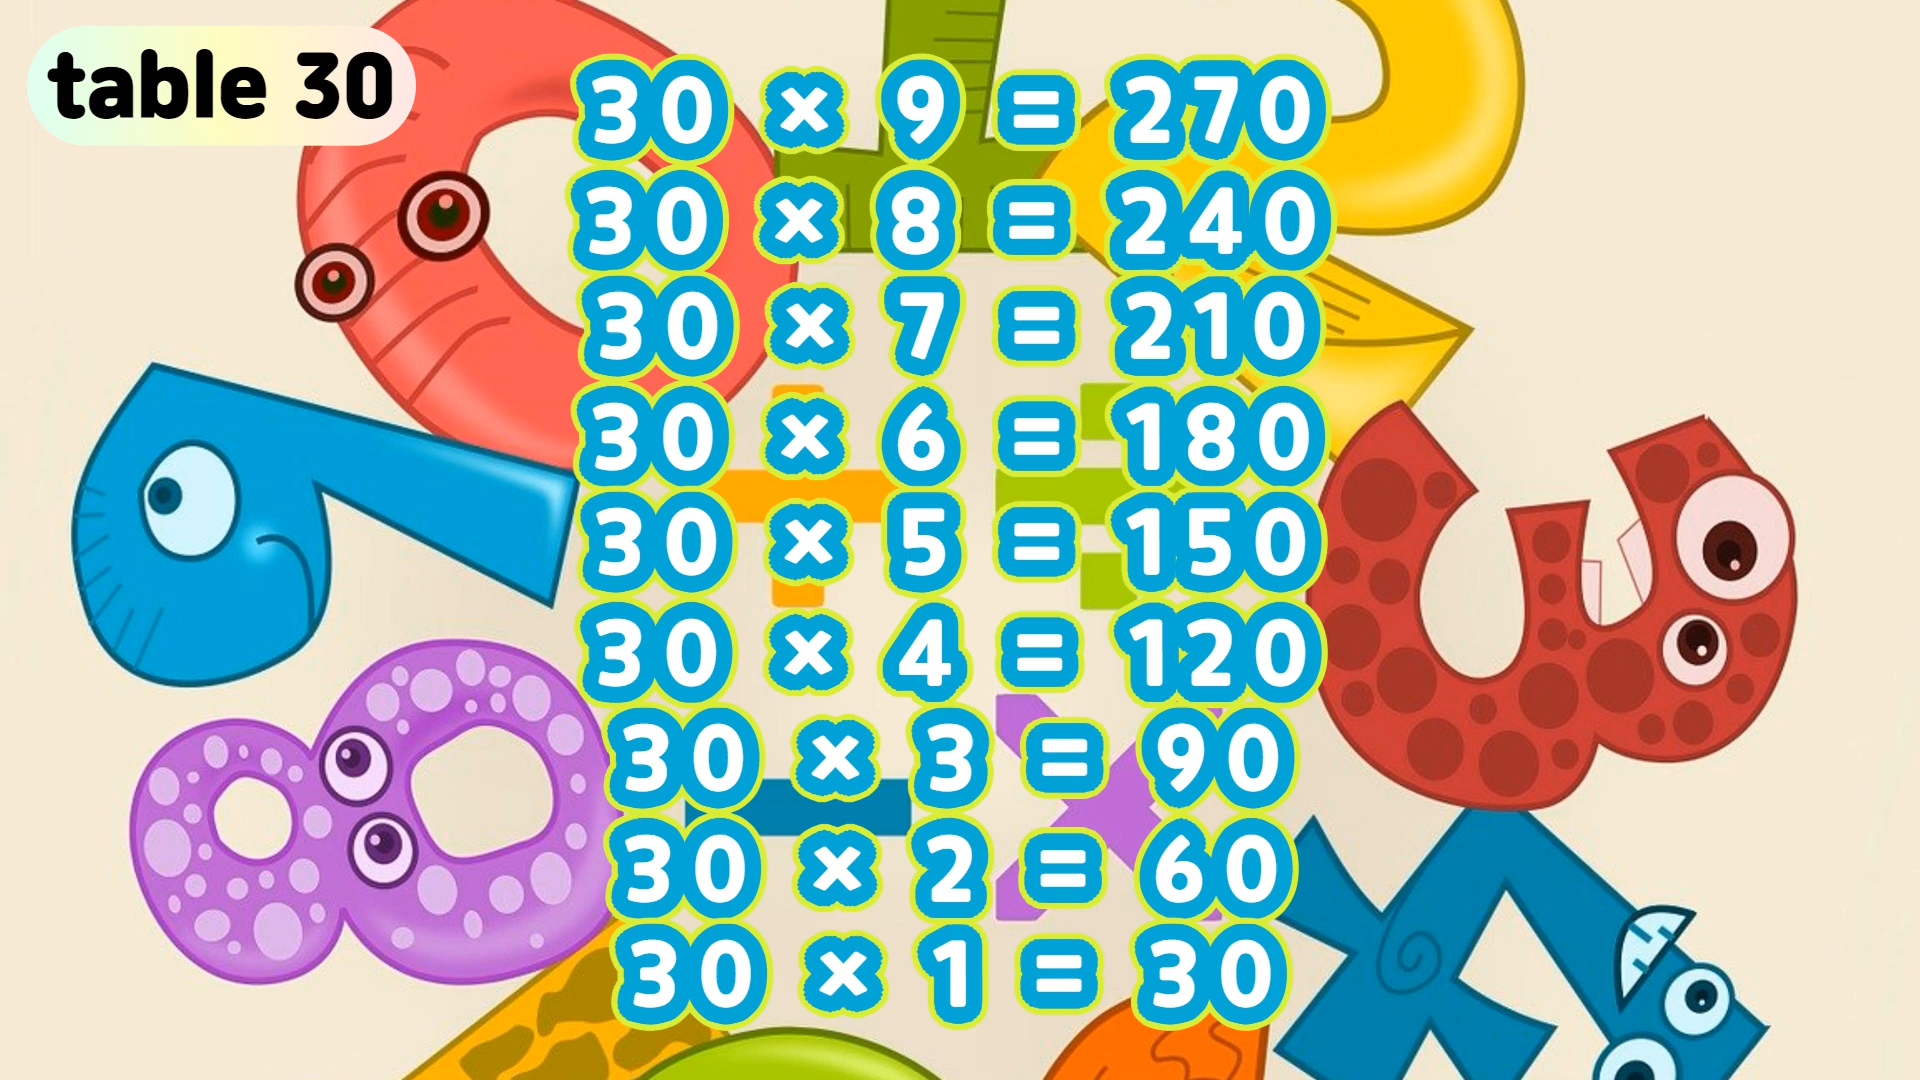 table 30
30 × 9 = 270
30 × 8 = 240
30 × 7 = 210
30 × 6 = 180
30 × 5 = 150
30 × 4 = 120
30 × 3 = 90
30 × 2 = 60
30 × 1 = 30